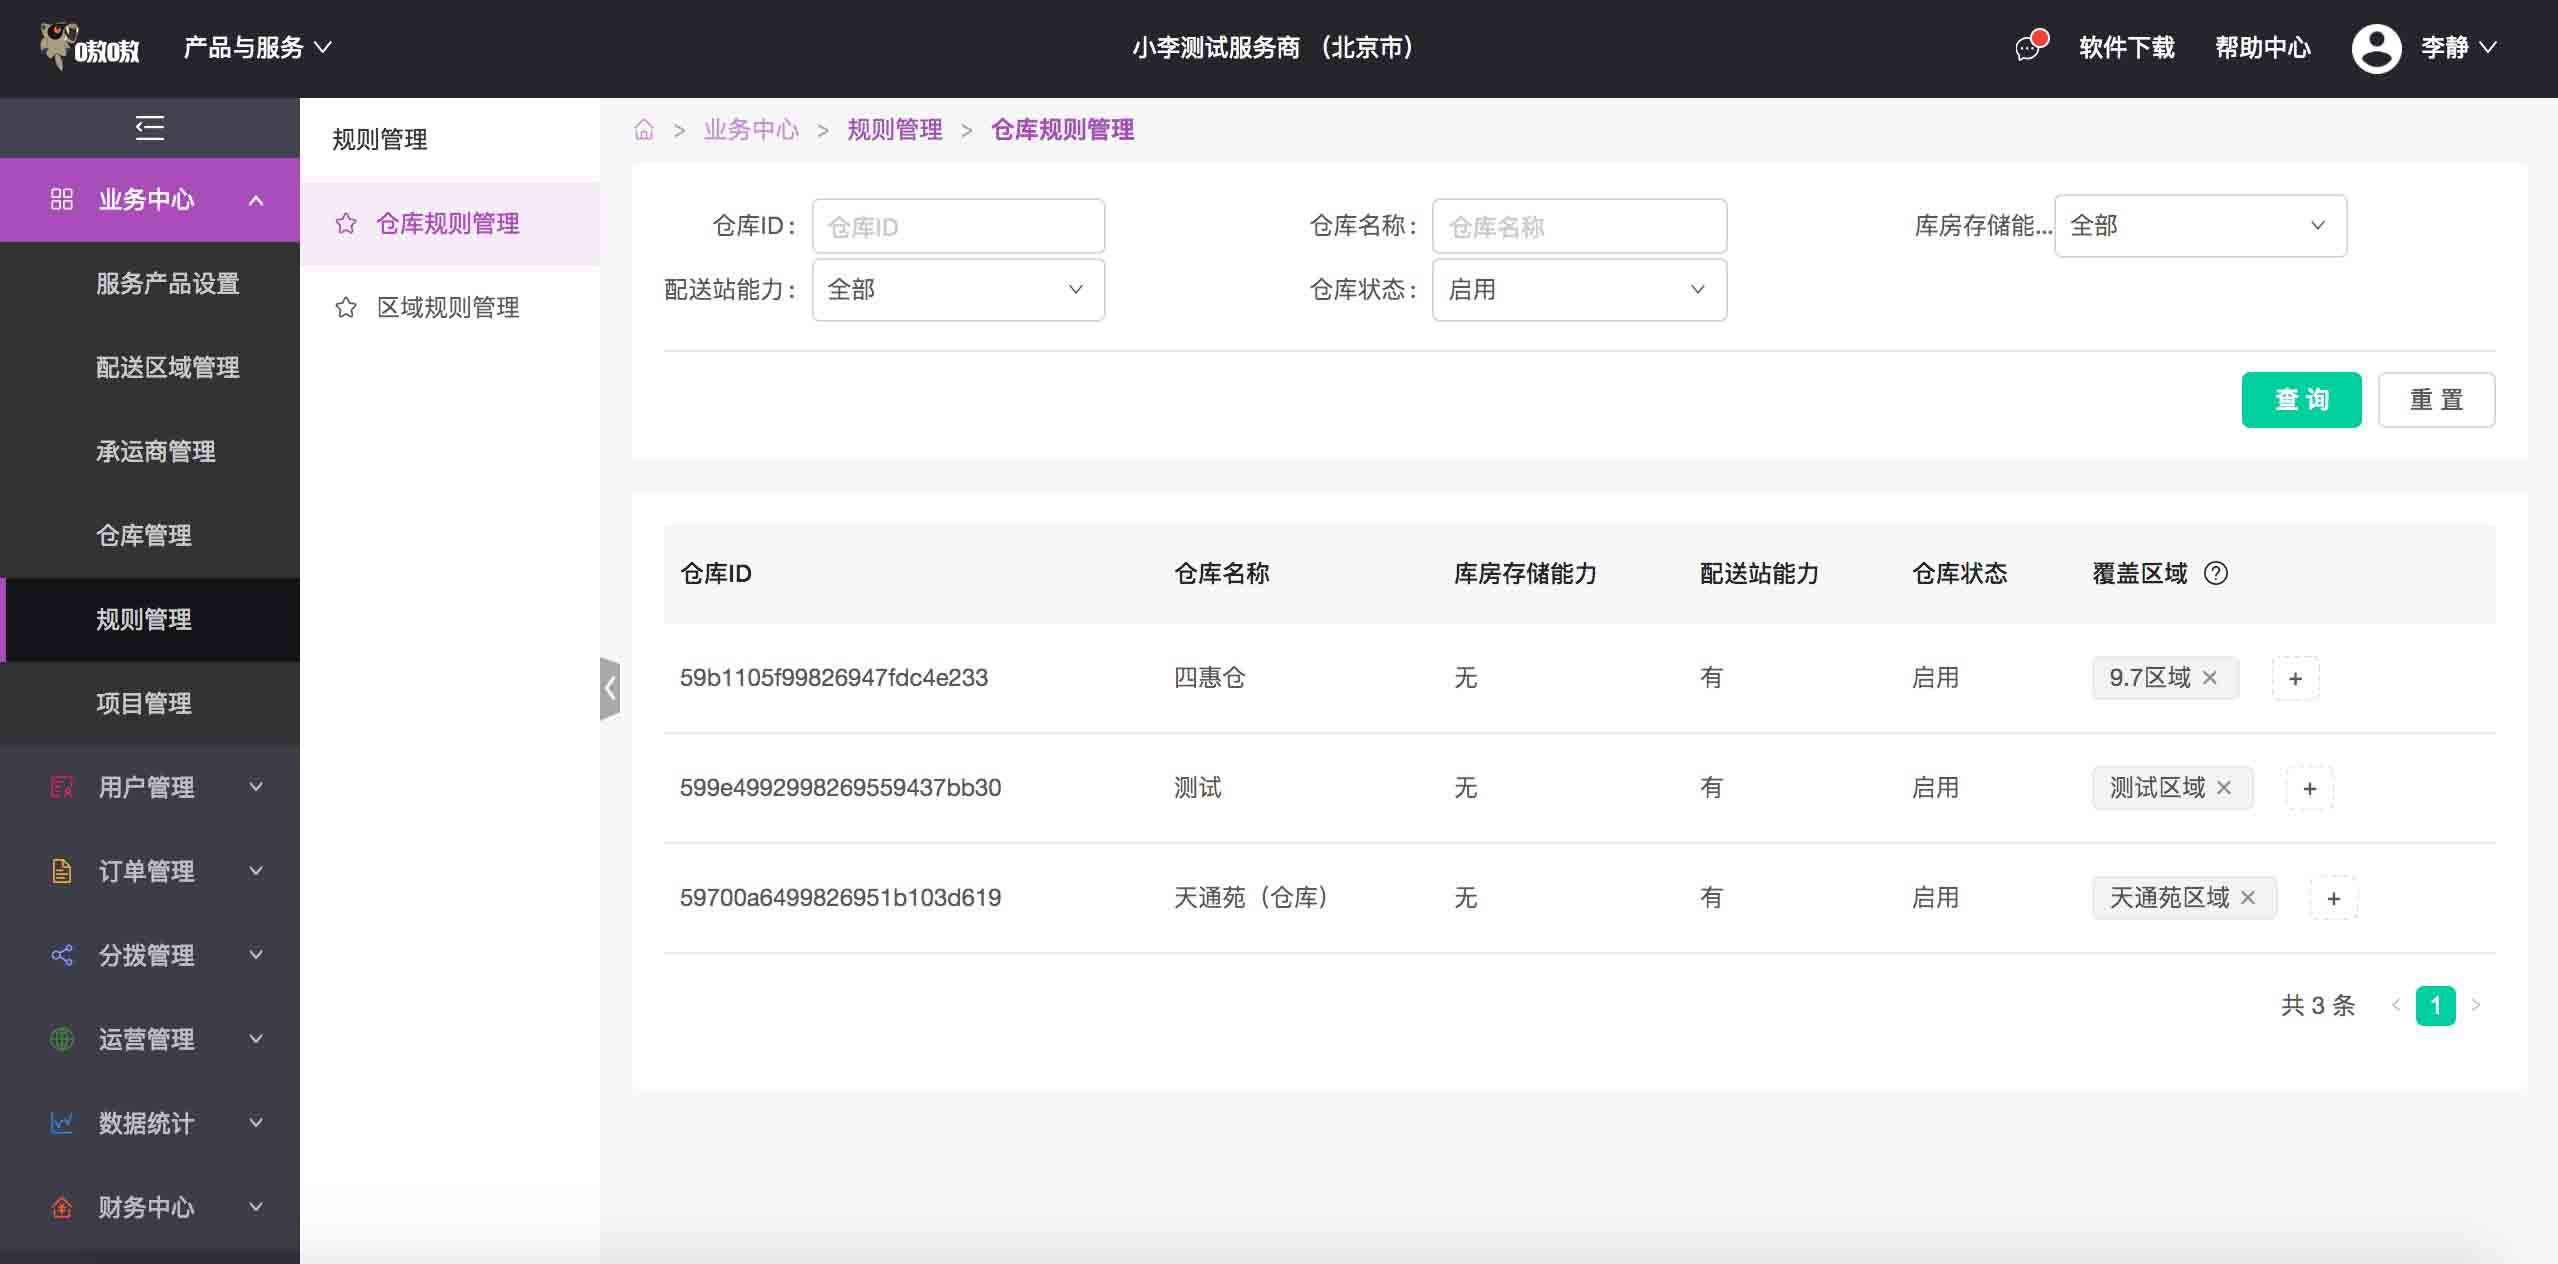 嗷嗷
产品与服务
小李测试服务商 （北京市）
软件下载
帮助中心
李静
业务中心
服务产品设置
配送区域管理
承运商管理
仓库管理
规则管理
项目管理
用户管理
订单管理
分拨管理
运营管理
数据统计
财务中心
规则管理
仓库规则管理
区域规则管理
> 业务中心 > 规则管理 > 仓库规则管理
仓库ID： 仓库ID
仓库名称： 仓库名称
库房存储能... 全部
配送站能力： 全部
仓库状态： 启用
查 询
重 置
仓库ID 仓库名称 库房存储能力 配送站能力 仓库状态 覆盖区域 ?
59b1105f99826947fdc4e233 四惠仓 无 有 启用 9.7区域 × +
599e4992998269559437bb30 测试 无 有 启用 测试区域 × +
59700a6499826951b103d619 天通苑（仓库） 无 有 启用 天通苑区域 × +
共 3 条 < 1 >